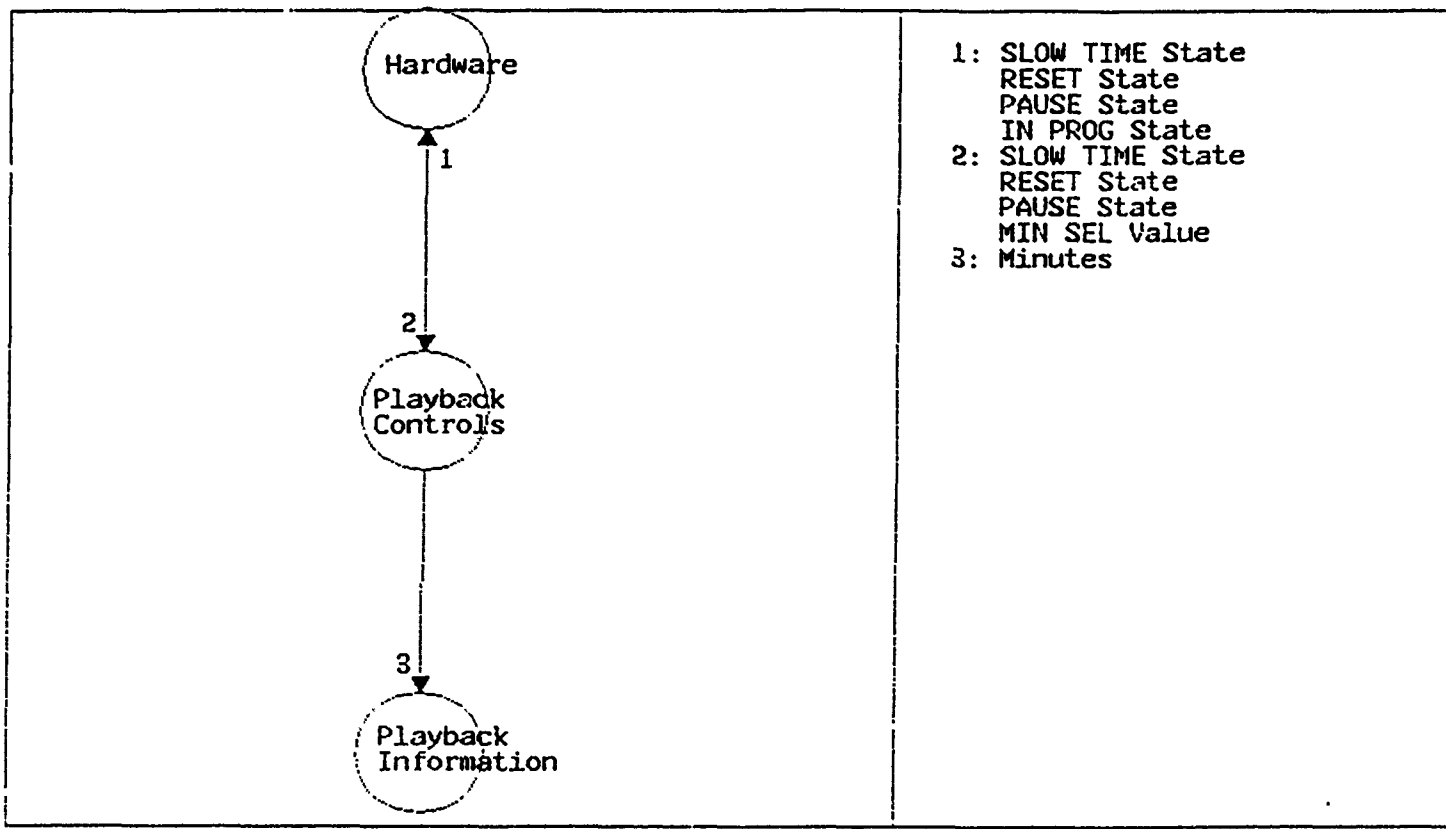 Hardware
1
2
Playback
Controls
3
Playback
Information
1: SLOW TIME State
RESET State
PAUSE State
IN PROG State
2: SLOW TIME State
RESET State
PAUSE State
MIN SEL Value
3: Minutes